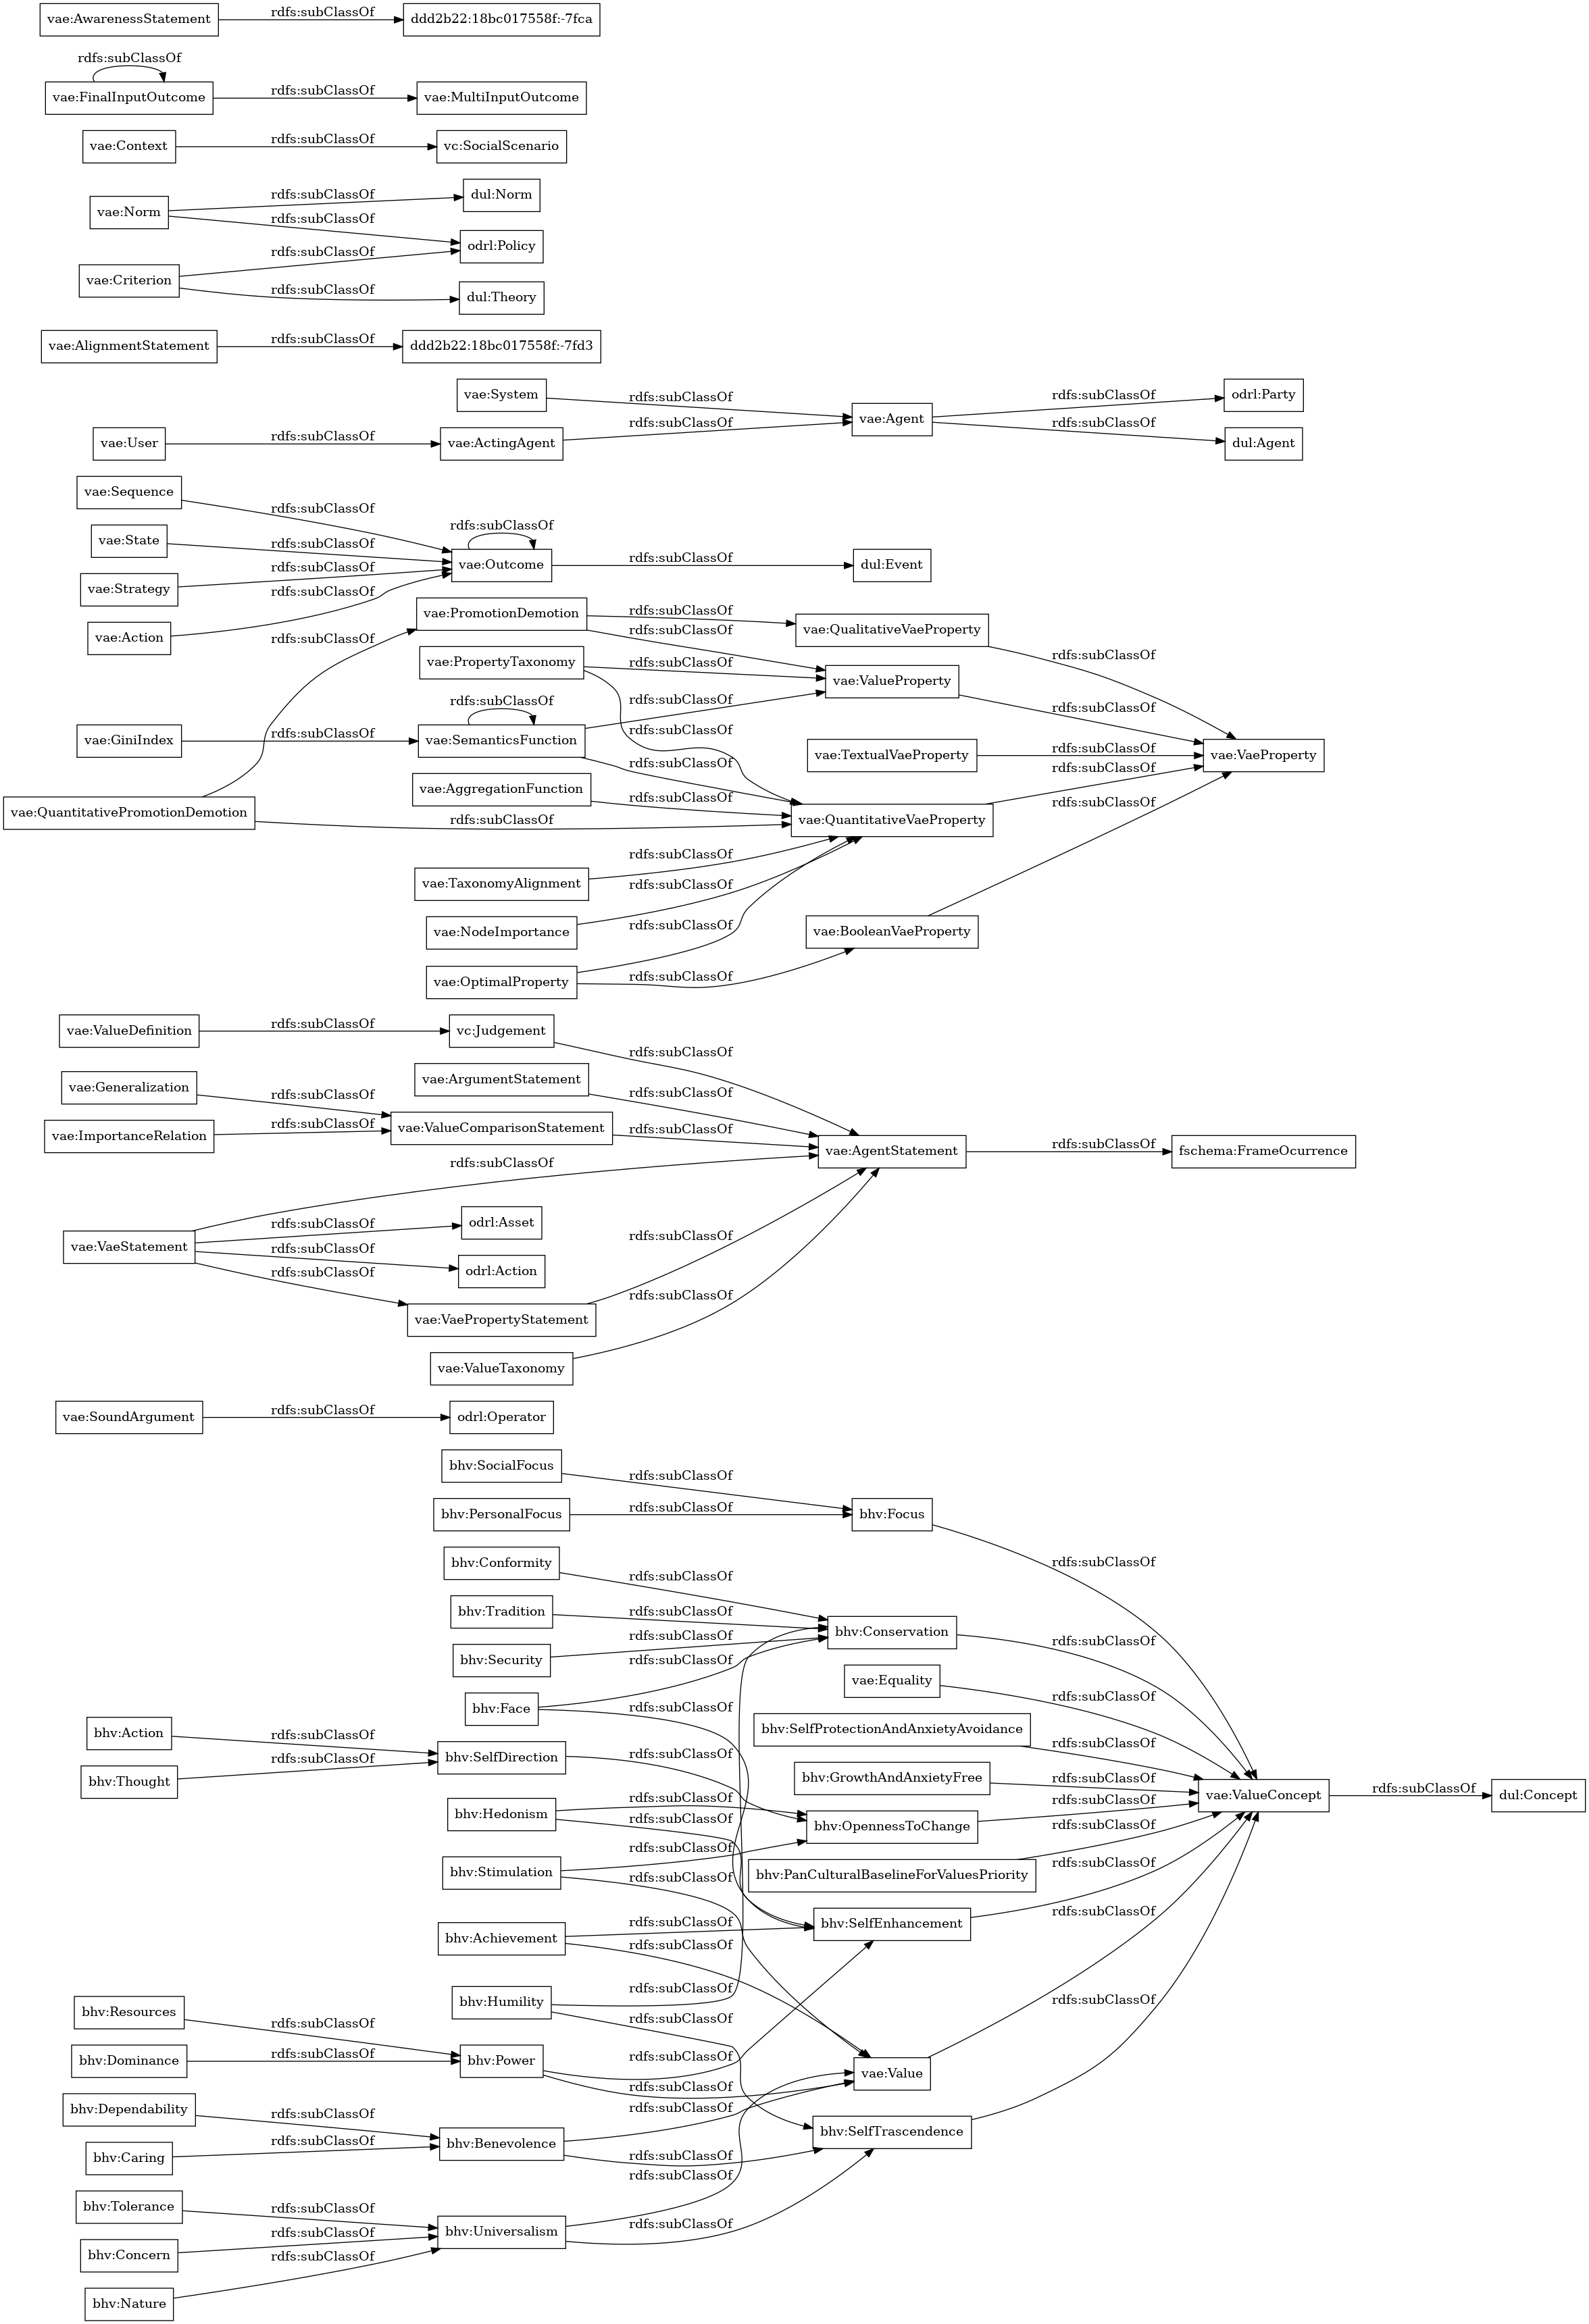 vae:AwarenessStatement
rdfs:subClassOf
ddd2b22:18bc017558f:-7fca
rdfs:subClassOf
vae:FinalInputOutcome
rdfs:subClassOf
vae:MultiInputOutcome
vae:Context
rdfs:subClassOf
vc:SocialScenario
vae:Norm
rdfs:subClassOf
dul:Norm
rdfs:subClassOf
odrl:Policy
vae:Criterion
rdfs:subClassOf
rdfs:subClassOf
dul:Theory
vae:AlignmentStatement
rdfs:subClassOf
ddd2b22:18bc017558f:-7fd3
vae:System
rdfs:subClassOf
vae:Agent
rdfs:subClassOf
odrl:Party
vae:User
rdfs:subClassOf
vae:ActingAgent
rdfs:subClassOf
rdfs:subClassOf
dul:Agent
vae:Sequence
rdfs:subClassOf
vae:State
rdfs:subClassOf
vae:Strategy
rdfs:subClassOf
vae:Action
rdfs:subClassOf
rdfs:subClassOf
vae:Outcome
rdfs:subClassOf
dul:Event
rdfs:subClassOf
vae:PromotionDemotion
rdfs:subClassOf
vae:QualitativeVaeProperty
rdfs:subClassOf
rdfs:subClassOf
vae:PropertyTaxonomy
rdfs:subClassOf
vae:ValueProperty
rdfs:subClassOf
rdfs:subClassOf
rdfs:subClassOf
rdfs:subClassOf
vae:GiniIndex
rdfs:subClassOf
vae:SemanticsFunction
rdfs:subClassOf
vae:TextualVaeProperty
rdfs:subClassOf
vae:VaeProperty
vae:AggregationFunction
rdfs:subClassOf
rdfs:subClassOf
vae:QuantitativePromotionDemotion
rdfs:subClassOf
vae:QuantitativeVaeProperty
rdfs:subClassOf
vae:TaxonomyAlignment
rdfs:subClassOf
vae:NodeImportance
rdfs:subClassOf
vae:BooleanVaeProperty
vae:OptimalProperty
rdfs:subClassOf
rdfs:subClassOf
vae:ValueDefinition
rdfs:subClassOf
vc:Judgement
rdfs:subClassOf
vae:ArgumentStatement
rdfs:subClassOf
vae:Generalization
rdfs:subClassOf
vae:ImportanceRelation
rdfs:subClassOf
vae:ValueComparisonStatement
rdfs:subClassOf
vae:AgentStatement
rdfs:subClassOf
fschema:FrameOcurrence
rdfs:subClassOf
vae:VaeStatement
rdfs:subClassOf
odrl:Asset
rdfs:subClassOf
odrl:Action
rdfs:subClassOf
vae:VaePropertyStatement
rdfs:subClassOf
vae:ValueTaxonomy
rdfs:subClassOf
vae:SoundArgument
rdfs:subClassOf
odrl:Operator
bhv:SocialFocus
rdfs:subClassOf
bhv:PersonalFocus
rdfs:subClassOf
bhv:Focus
rdfs:subClassOf
bhv:Conformity
rdfs:subClassOf
bhv:Tradition
rdfs:subClassOf
bhv:Conservation
rdfs:subClassOf
bhv:Security
rdfs:subClassOf
bhv:Face
rdfs:subClassOf
rdfs:subClassOf
vae:Equality
rdfs:subClassOf
bhv:SelfProtectionAndAnxietyAvoidance
rdfs:subClassOf
bhv:Action
rdfs:subClassOf
bhv:Thought
rdfs:subClassOf
bhv:SelfDirection
rdfs:subClassOf
bhv:GrowthAndAnxietyFree
rdfs:subClassOf
vae:ValueConcept
rdfs:subClassOf
dul:Concept
bhv:Hedonism
rdfs:subClassOf
rdfs:subClassOf
bhv:OpennessToChange
rdfs:subClassOf
bhv:Stimulation
rdfs:subClassOf
rdfs:subClassOf
bhv:PanCulturalBaselineForValuesPriority
rdfs:subClassOf
bhv:SelfEnhancement
rdfs:subClassOf
bhv:Achievement
rdfs:subClassOf
rdfs:subClassOf
bhv:Humility
rdfs:subClassOf
rdfs:subClassOf
bhv:Resources
rdfs:subClassOf
bhv:Dominance
rdfs:subClassOf
bhv:Power
rdfs:subClassOf
rdfs:subClassOf
vae:Value
rdfs:subClassOf
bhv:Dependability
rdfs:subClassOf
bhv:Caring
rdfs:subClassOf
bhv:Benevolence
rdfs:subClassOf
rdfs:subClassOf
bhv:SelfTrascendence
rdfs:subClassOf
bhv:Tolerance
rdfs:subClassOf
bhv:Concern
rdfs:subClassOf
bhv:Universalism
rdfs:subClassOf
rdfs:subClassOf
bhv:Nature
rdfs:subClassOf